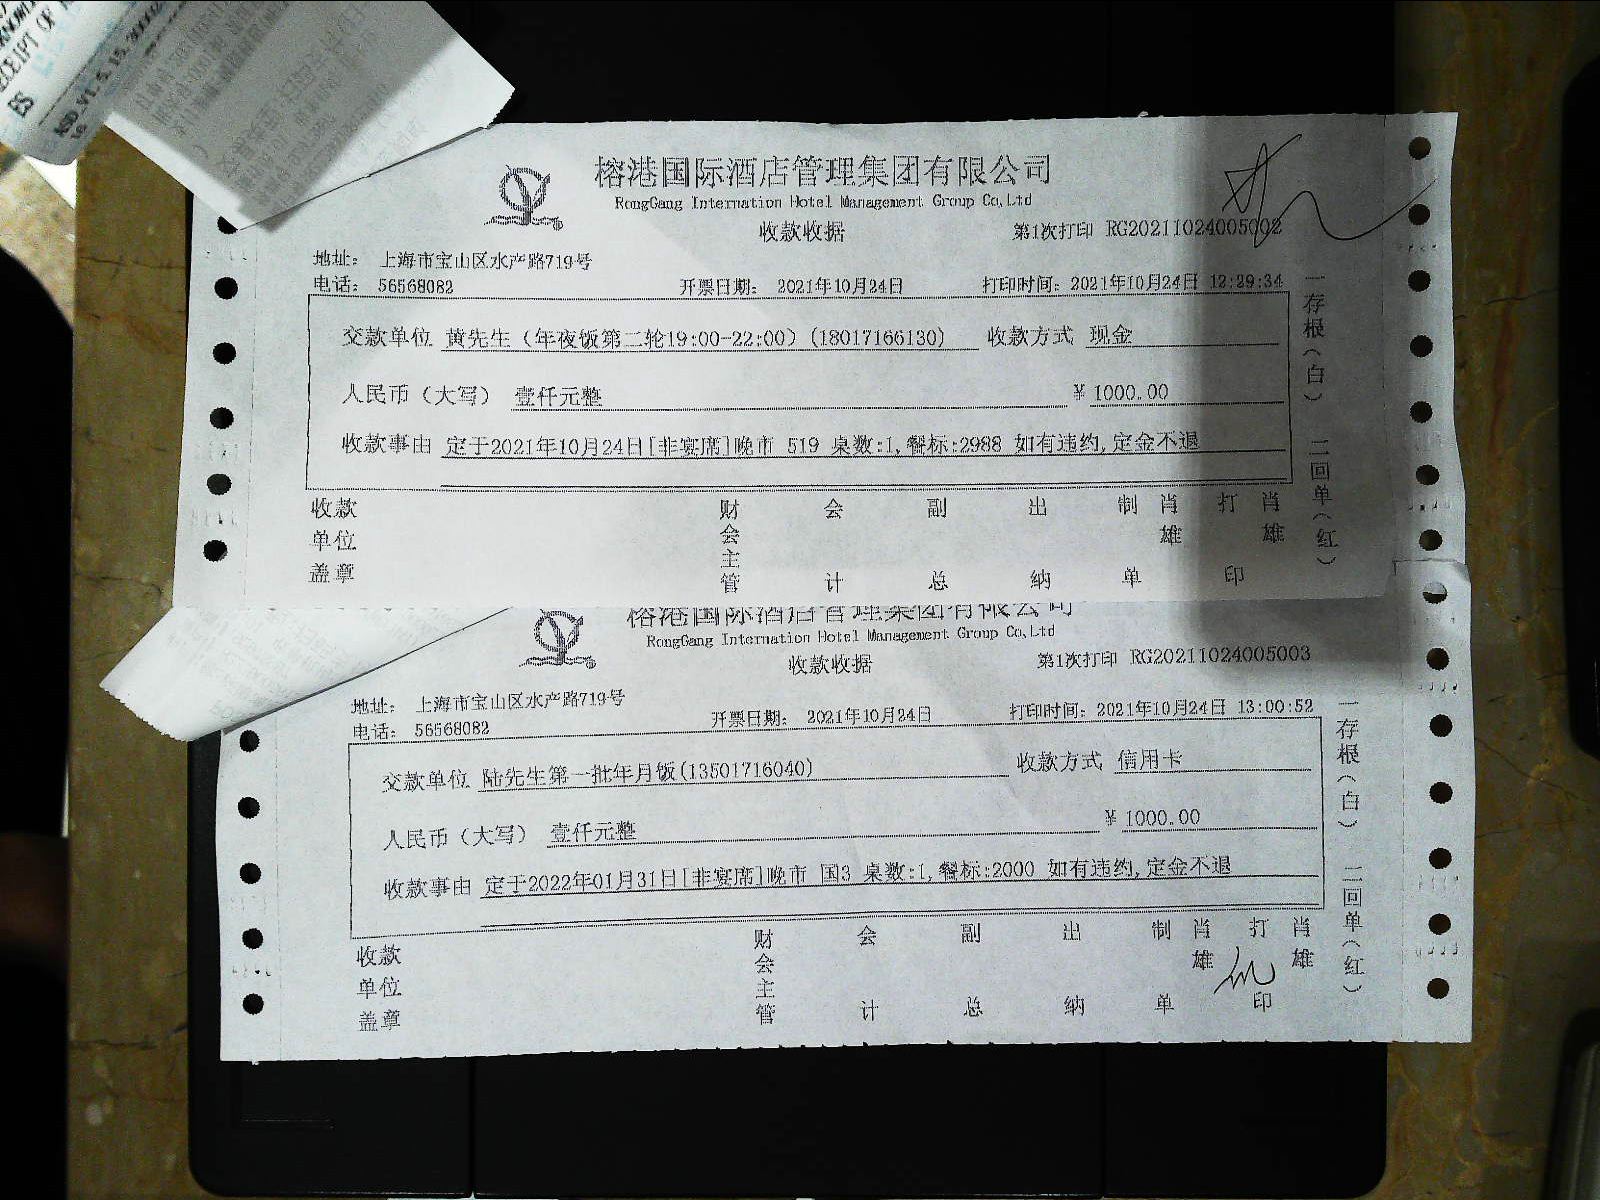 RECEIPT OF
ES
榕港国际酒店管理集团有限公司
RongGang Internation Hotel Management Group Co,Ltd
收款收据
第1次打印 RG20211024005002
地址： 上海市宝山区水产路719号
电话： 56568082 开票日期： 2021年10月24日 打印时间：2021年10月24日 12:29:34
交款单位 黄先生（年夜饭第二轮19:00-22:00）(18017166130) 收款方式 现金
人民币（大写） 壹仟元整 ¥ 1000.00
收款事由 定于2021年10月24日[非宴席]晚市 519 桌数:1,餐标:2988 如有违约,定金不退
收款单位盖章 财会主管 会计 副总 出纳 制单 肖雄 打印 肖雄
一存根（白） 二回单（红）
榕港国际酒店管理集团有限公司
RongGang Internation Hotel Management Group Co,Ltd
收款收据
第1次打印 RG20211024005003
地址： 上海市宝山区水产路719号
电话： 56568082 开票日期： 2021年10月24日 打印时间：2021年10月24日 13:00:52
交款单位 陆先生第一批年月饭(13501716040) 收款方式 信用卡
人民币（大写） 壹仟元整 ¥ 1000.00
收款事由 定于2022年01月31日[非宴席]晚市 国3 桌数:1,餐标:2000 如有违约,定金不退
收款单位盖章 财会主管 会计 副总 出纳 制单 肖雄 打印 肖雄
一存根（白） 二回单（红）